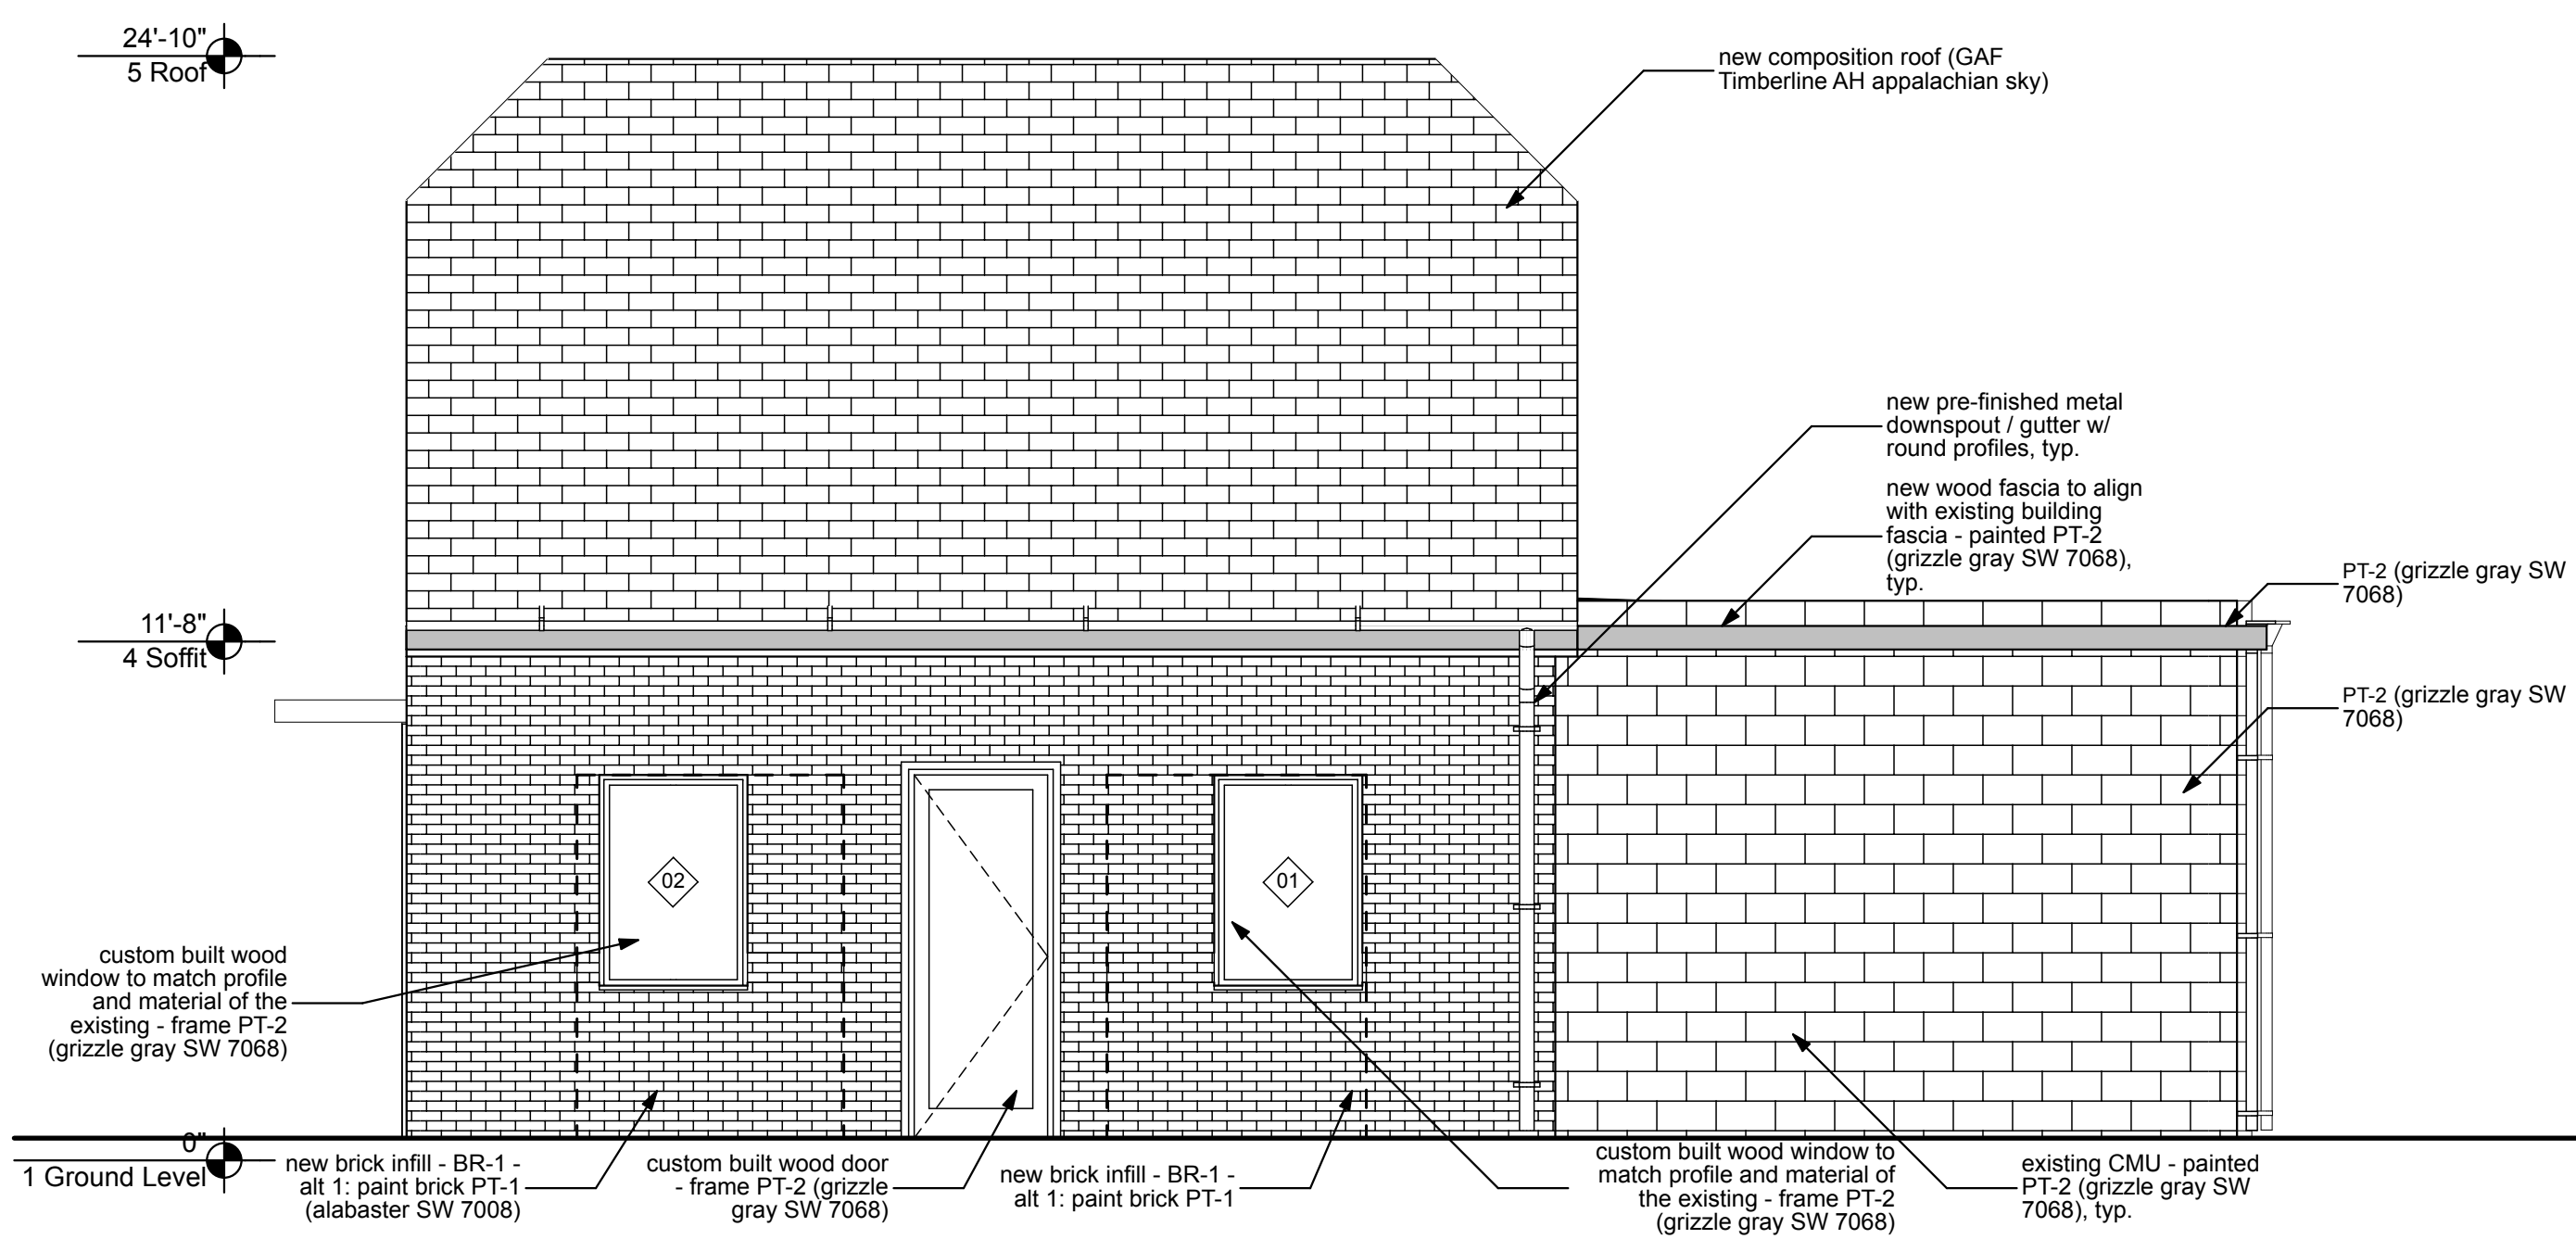 24'-10"
5 Roof
new composition roof (GAF
Timberline AH appalachian sky)
new pre-finished metal
downspout / gutter w/
round profiles, typ.
new wood fascia to align
with existing building
fascia - painted PT-2
(grizzle gray SW 7068),
typ.
PT-2 (grizzle gray SW
7068)
11'-8"
4 Soffit
PT-2 (grizzle gray SW
7068)
02
01
custom built wood
window to match profile
and material of the
existing - frame PT-2
(grizzle gray SW 7068)
0"
1 Ground Level
new brick infill - BR-1 -
alt 1: paint brick PT-1
(alabaster SW 7008)
custom built wood door
- frame PT-2 (grizzle
gray SW 7068)
new brick infill - BR-1 -
alt 1: paint brick PT-1
custom built wood window to
match profile and material of
the existing - frame PT-2
(grizzle gray SW 7068)
existing CMU - painted
PT-2 (grizzle gray SW
7068), typ.